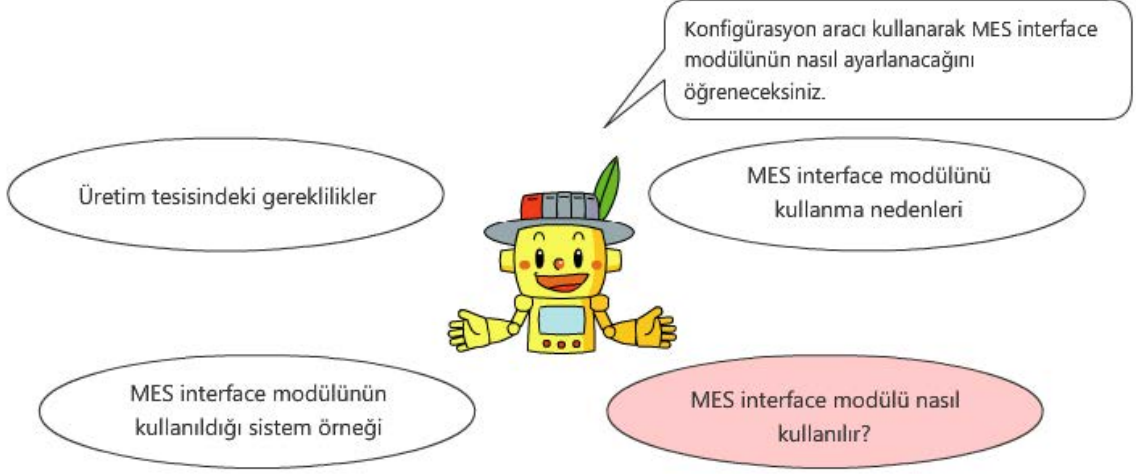 Konfigürasyon aracı kullanarak MES interface
modülünün nasıl ayarlanacağını
öğreneceksiniz.
Üretim tesisindeki gereklilikler
MES interface modülünü
kullanma nedenleri
MES interface modülünün
kullanıldığı sistem örneği
MES interface modülü nasıl
kullanılır?